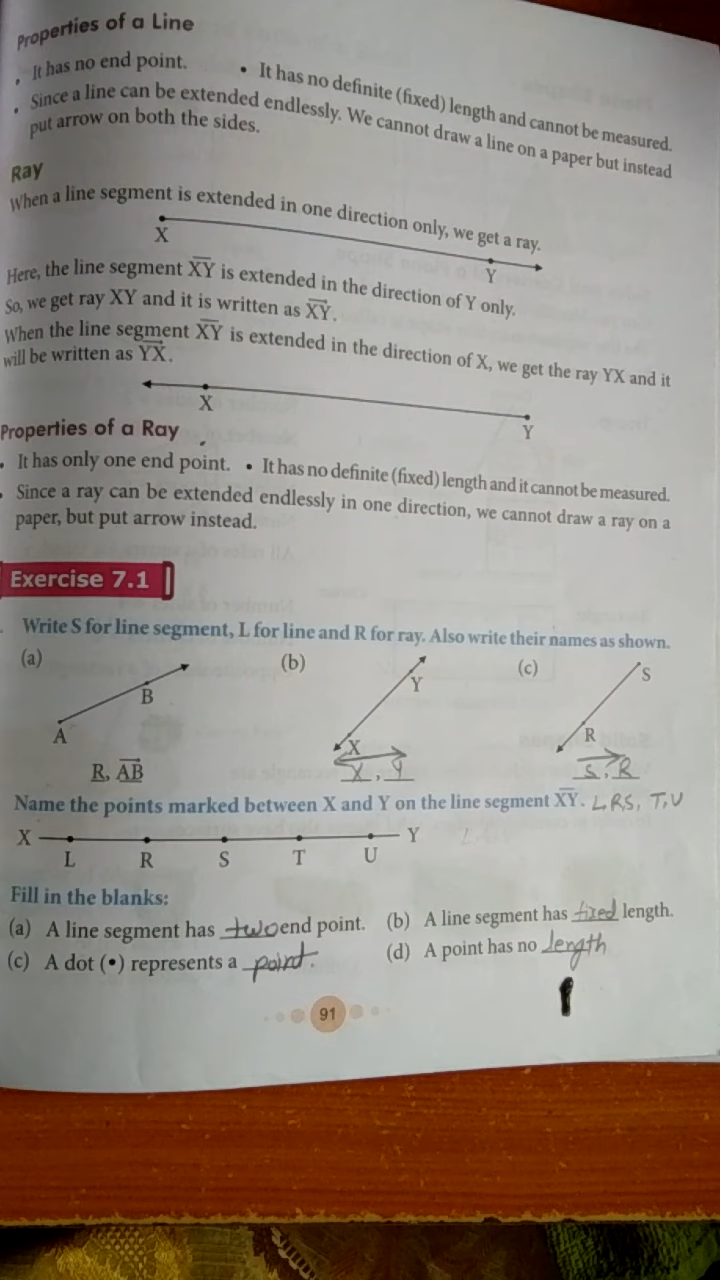 Properties of a Line
• It has no end point. • It has no definite (fixed) length and cannot be measured.
• Since a line can be extended endlessly. We cannot draw a line on a paper but instead
put arrow on both the sides.
Ray
When a line segment is extended in one direction only, we get a ray.
X Y
Here, the line segment X̅Y̅ is extended in the direction of Y only.
So, we get ray XY and it is written as X⃗Y⃗.
When the line segment X̅Y̅ is extended in the direction of X, we get the ray YX and it
will be written as Y⃗X⃗.
X Y
Properties of a Ray
• It has only one end point. • It has no definite (fixed) length and it cannot be measured.
• Since a ray can be extended endlessly in one direction, we cannot draw a ray on a
paper, but put arrow instead.
Exercise 7.1
Write S for line segment, L for line and R for ray. Also write their names as shown.
(a) (b) (c)
A B
X Y
S R
R, A⃗B⃗
X, Y
S, R
Name the points marked between X and Y on the line segment X̅Y̅. L,RS, T,U
X Y
L R S T U
Fill in the blanks:
(a) A line segment has two end point. (b) A line segment has fixed length.
(c) A dot (•) represents a point. (d) A point has no length
91